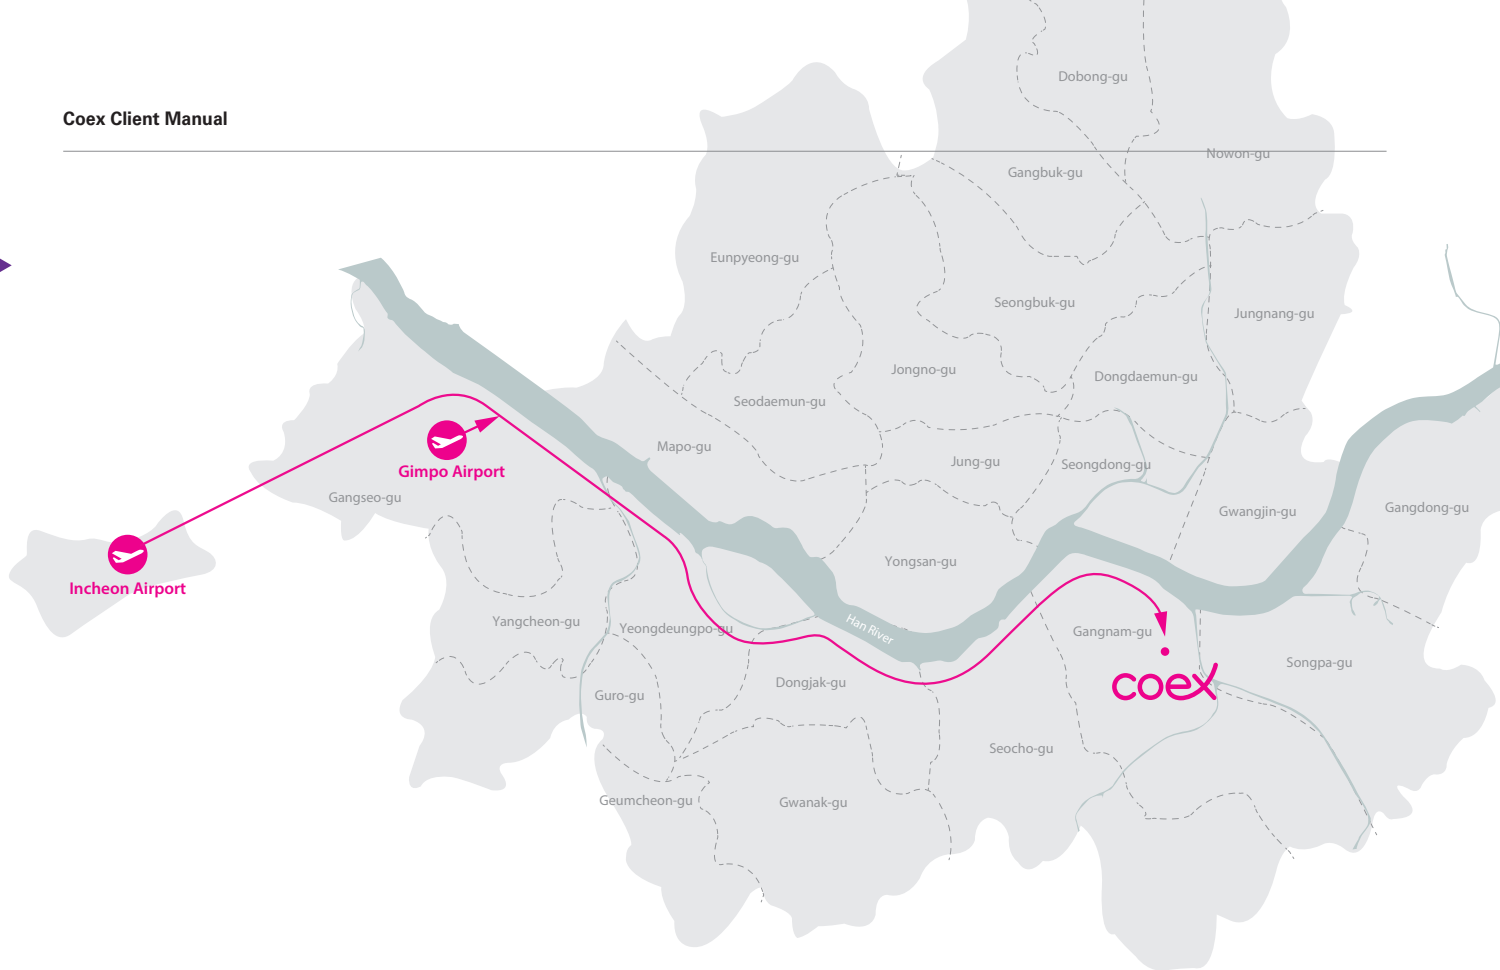 Coex Client Manual
Dobong-gu
Nowon-gu
Gangbuk-gu
Eunpyeong-gu
Seongbuk-gu
Jungnang-gu
Jongno-gu
Dongdaemun-gu
Seodaemun-gu
Mapo-gu
Jung-gu
Seongdong-gu
Gimpo Airport
Gangseo-gu
Gwangjin-gu
Gangdong-gu
Yongsan-gu
Incheon Airport
Yangcheon-gu
Yeongdeungpo-gu
Han River
Gangnam-gu
Songpa-gu
Dongjak-gu
coex
Guro-gu
Seocho-gu
Geumcheon-gu
Gwanak-gu